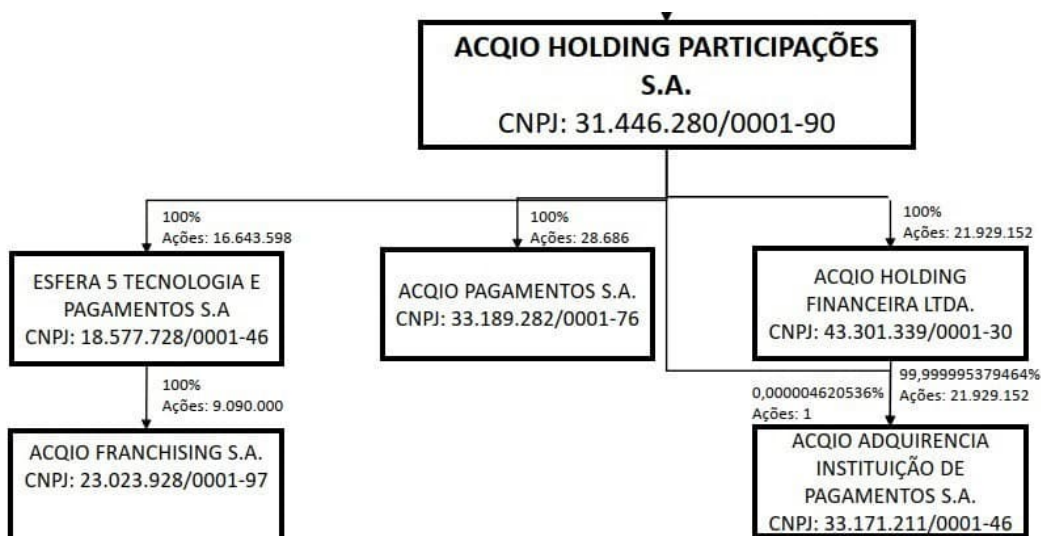 ACQIO HOLDING PARTICIPAÇÕES
S.A.
CNPJ: 31.446.280/0001-90
100%
Ações: 16.643.598
100%
Ações: 28.686
100%
Ações: 21.929.152
ESFERA 5 TECNOLOGIA E
PAGAMENTOS S.A
CNPJ: 18.577.728/0001-46
ACQIO PAGAMENTOS S.A.
CNPJ: 33.189.282/0001-76
ACQIO HOLDING
FINANCEIRA LTDA.
CNPJ: 43.301.339/0001-30
100%
Ações: 9.090.000
0,000004620536%
Ações: 1
99,9999995379464%
Ações: 21.929.152
ACQIO FRANCHISING S.A.
CNPJ: 23.023.928/0001-97
ACQIO ADQUIRENCIA
INSTITUIÇÃO DE
PAGAMENTOS S.A.
CNPJ: 33.171.211/0001-46